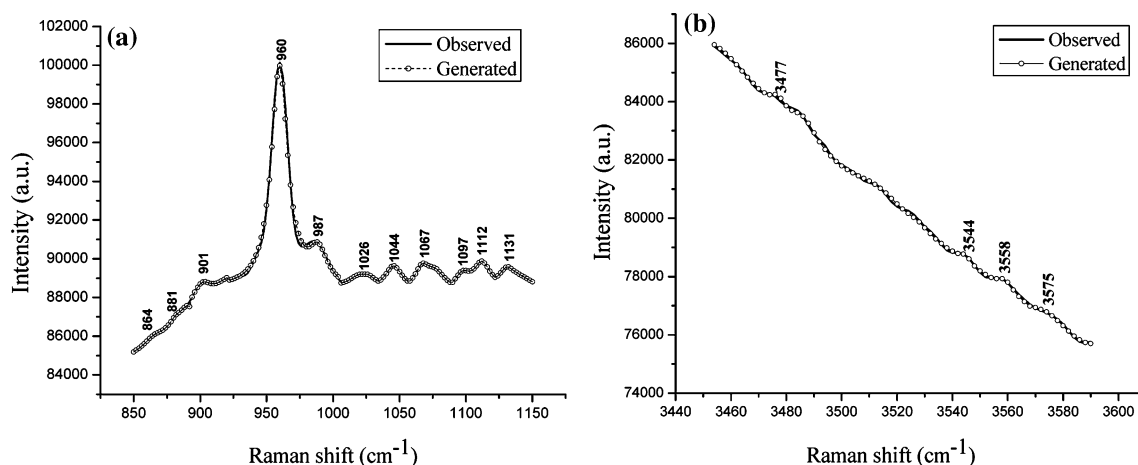 (a)
Observed
Generated
102000
100000
98000
96000
94000
92000
90000
88000
86000
84000
Intensity (a.u.)
864
881
901
960
987
1026
1044
1067
1097
1112
1131
850 900 950 1000 1050 1100 1150
Raman shift (cm-1)
(b)
Observed
Generated
86000
84000
82000
80000
78000
76000
74000
Intensity (a.u.)
3477
3544
3558
3575
3440 3460 3480 3500 3520 3540 3560 3580 3600
Raman shift (cm-1)